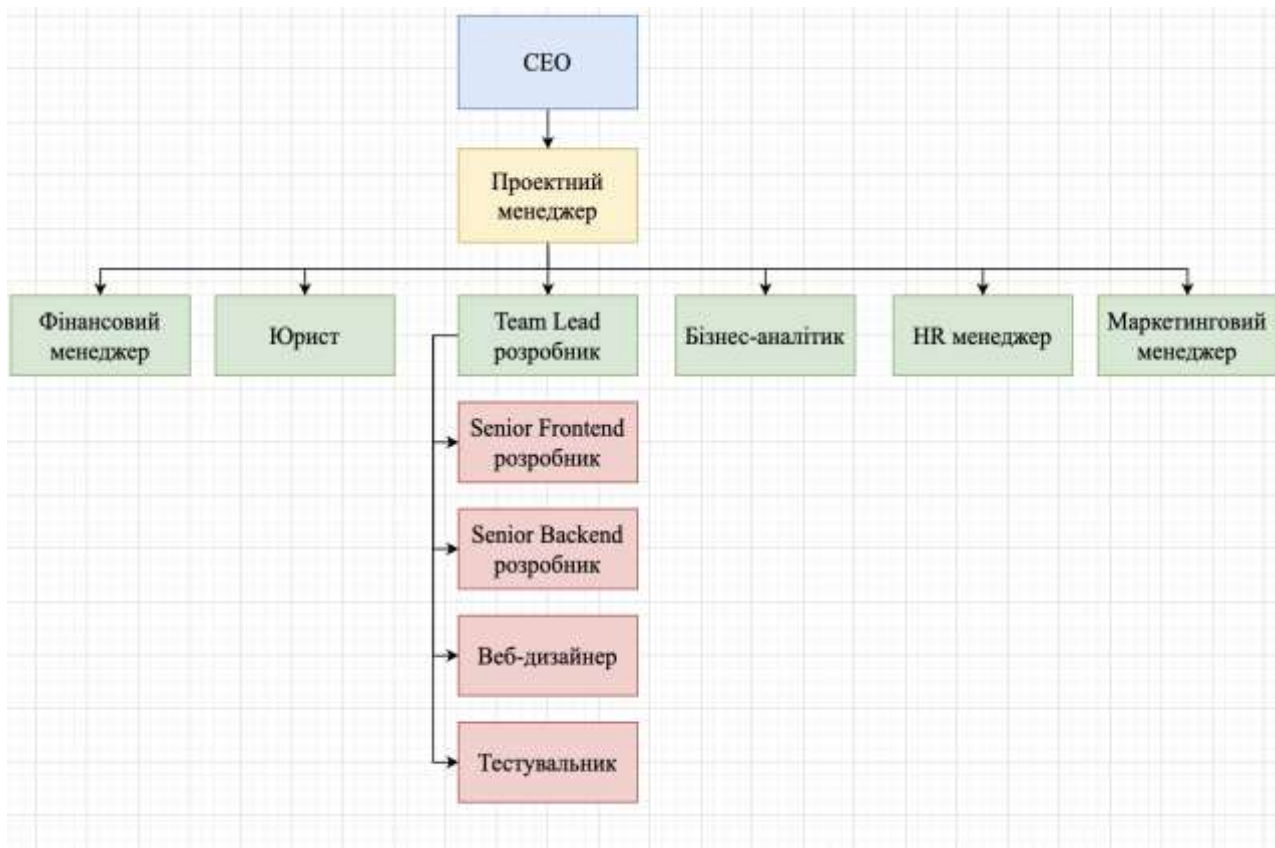 CEO
Проектний
менеджер
Фінансовий
менеджер
Юрист
Team Lead
розробник
Бізнес-аналітик
HR менеджер
Маркетинговий
менеджер
Senior Frontend
розробник
Senior Backend
розробник
Веб-дизайнер
Тестувальник